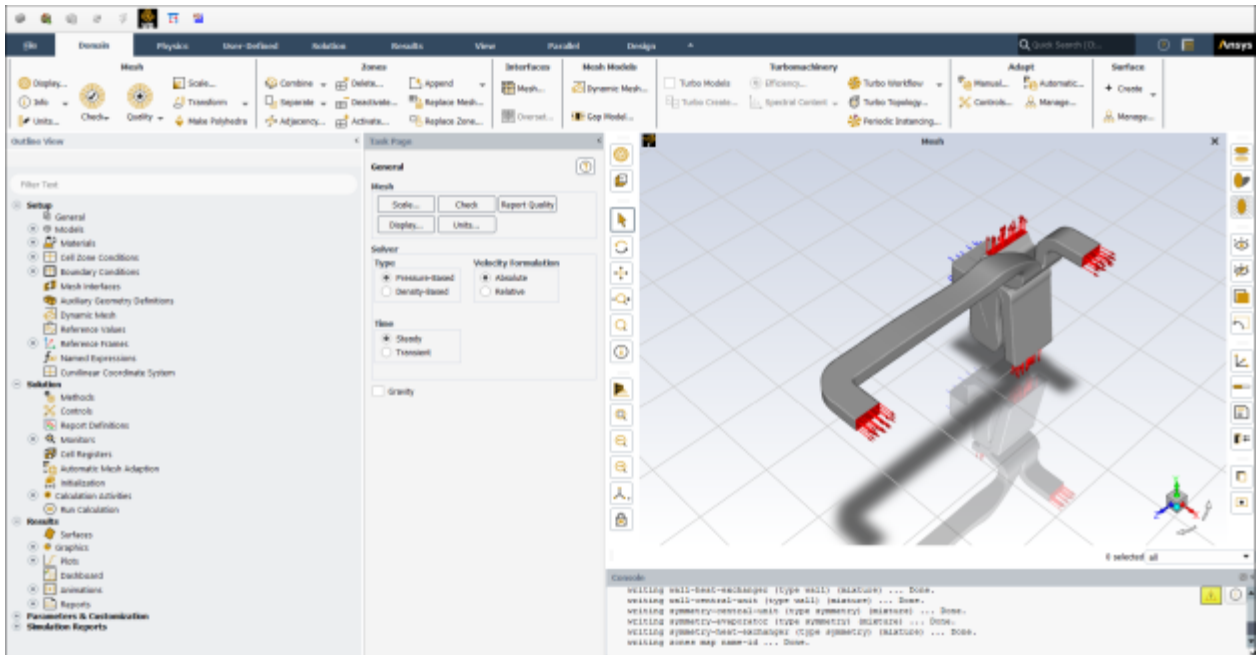 File Domain Physics User-Defined Solution Results View Parallel Design Quick Search (C... Ansys
Mesh Zones Interfaces Mesh Models Turbomachinery Adapt Surface
Display... Scale... Combine Delete... Append Mesh... Dynamic Mesh... Turbo Models Efficiency... Turbo Workflow Manual... Automatic... Create
Info Check Quality Transform Separate Deactivate... Replace Mesh... Turbo Create... Spectral Content Turbo Topology... Controls... Manage...
Units... Make Polyhedra Adjacency... Activate... Replace Zone... Overset... Gap Model... Periodic Instancing... Manage...
Outline View
Filter Text
Setup
General
Models
Materials
Cell Zone Conditions
Boundary Conditions
Mesh Interfaces
Auxiliary Geometry Definitions
Dynamic Mesh
Reference Values
Reference Frames
Named Expressions
Curvilinear Coordinate System
Solution
Methods
Controls
Report Definitions
Monitors
Cell Registers
Automatic Mesh Adaption
Initialization
Calculation Activities
Run Calculation
Results
Surfaces
Graphics
Plots
Dashboard
Animations
Reports
Parameters & Customization
Simulation Reports
Task Page
General
Mesh
Scale... Check Report Quality
Display... Units...
Solver
Type Velocity Formulation
Pressure-Based Absolute
Density-Based Relative
Time
Steady
Transient
Gravity
Mesh
0 selected all
Console
writing wall-heat-exchanger (type wall) (mixture) ... Done.
writing wall-central-unit (type wall) (mixture) ... Done.
writing symmetry-central-unit (type symmetry) (mixture) ... Done.
writing symmetry-evaporator (type symmetry) (mixture) ... Done.
writing symmetry-heat-exchanger (type symmetry) (mixture) ... Done.
writing zones map name-id ... Done.